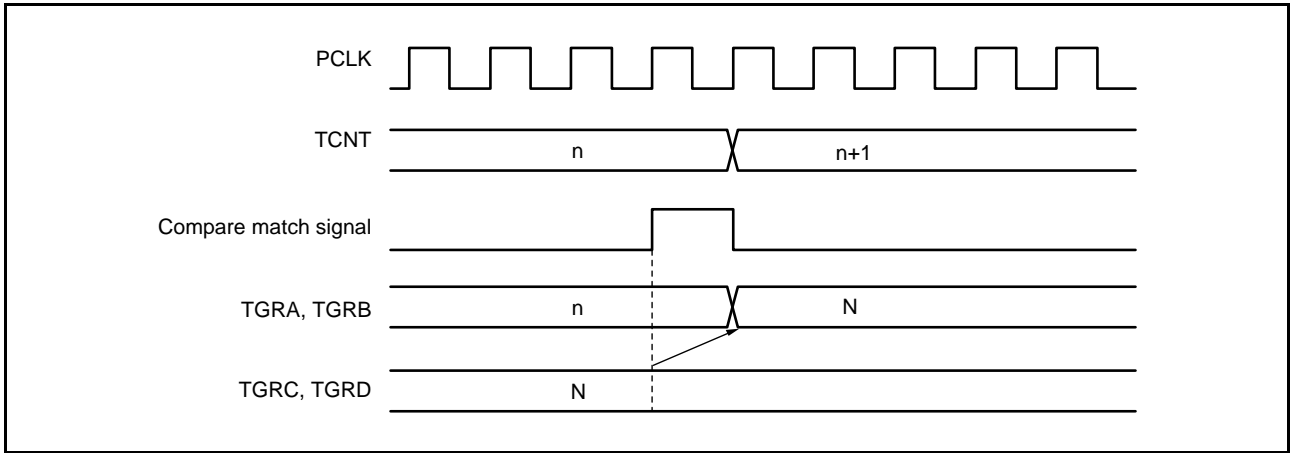 PCLK
TCNT
n
n+1
Compare match signal
TGRA, TGRB
n
N
TGRC, TGRD
N